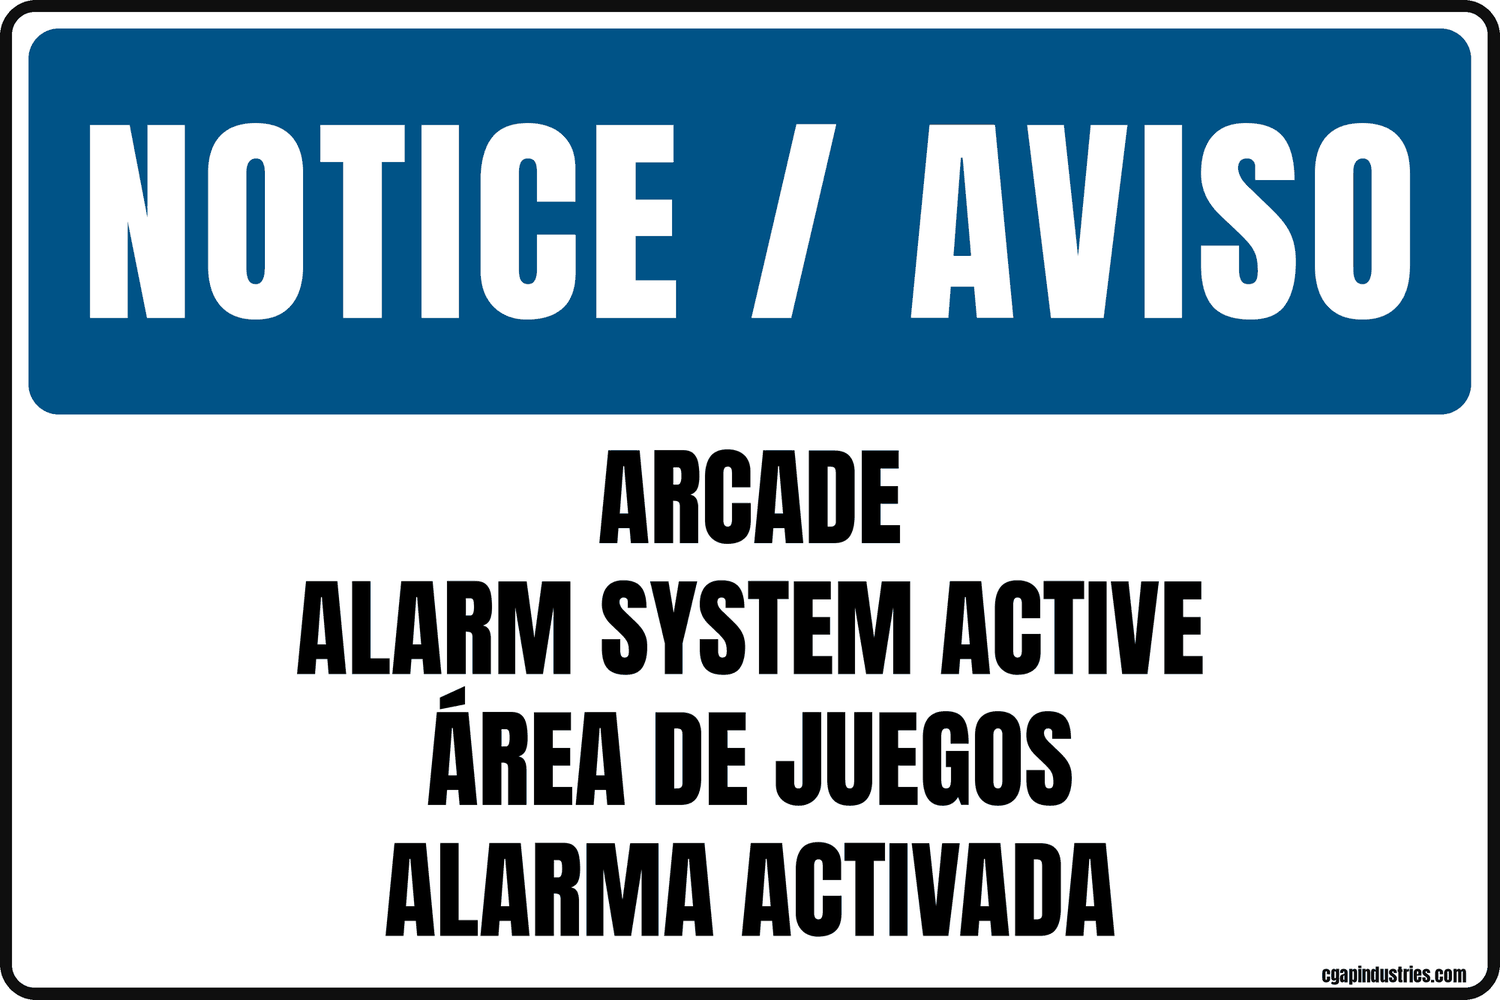 NOTICE / AVISO
ARCADE
ALARM SYSTEM ACTIVE
ÁREA DE JUEGOS
ALARMA ACTIVADA
cgapindustries.com